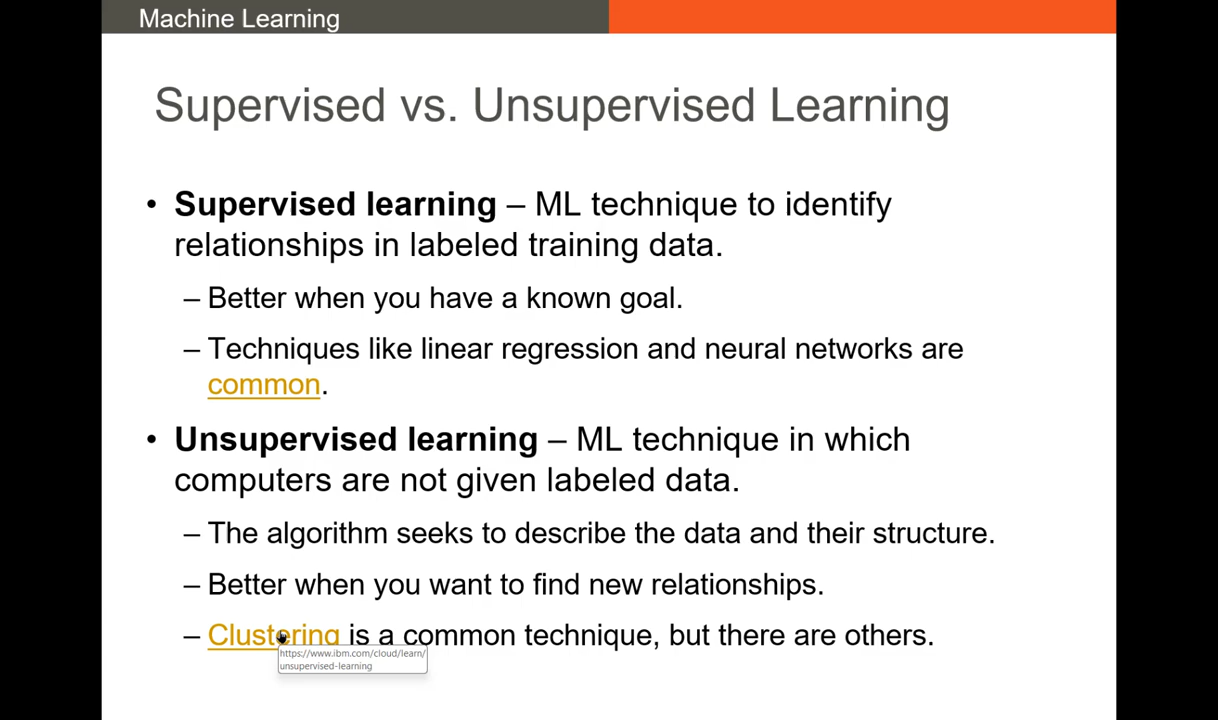 Machine Learning
Supervised vs. Unsupervised Learning
• Supervised learning – ML technique to identify
relationships in labeled training data.
– Better when you have a known goal.
– Techniques like linear regression and neural networks are
common.
• Unsupervised learning – ML technique in which
computers are not given labeled data.
– The algorithm seeks to describe the data and their structure.
– Better when you want to find new relationships.
– Clustering is a common technique, but there are others.
https://www.ibm.com/cloud/learn/
unsupervised-learning